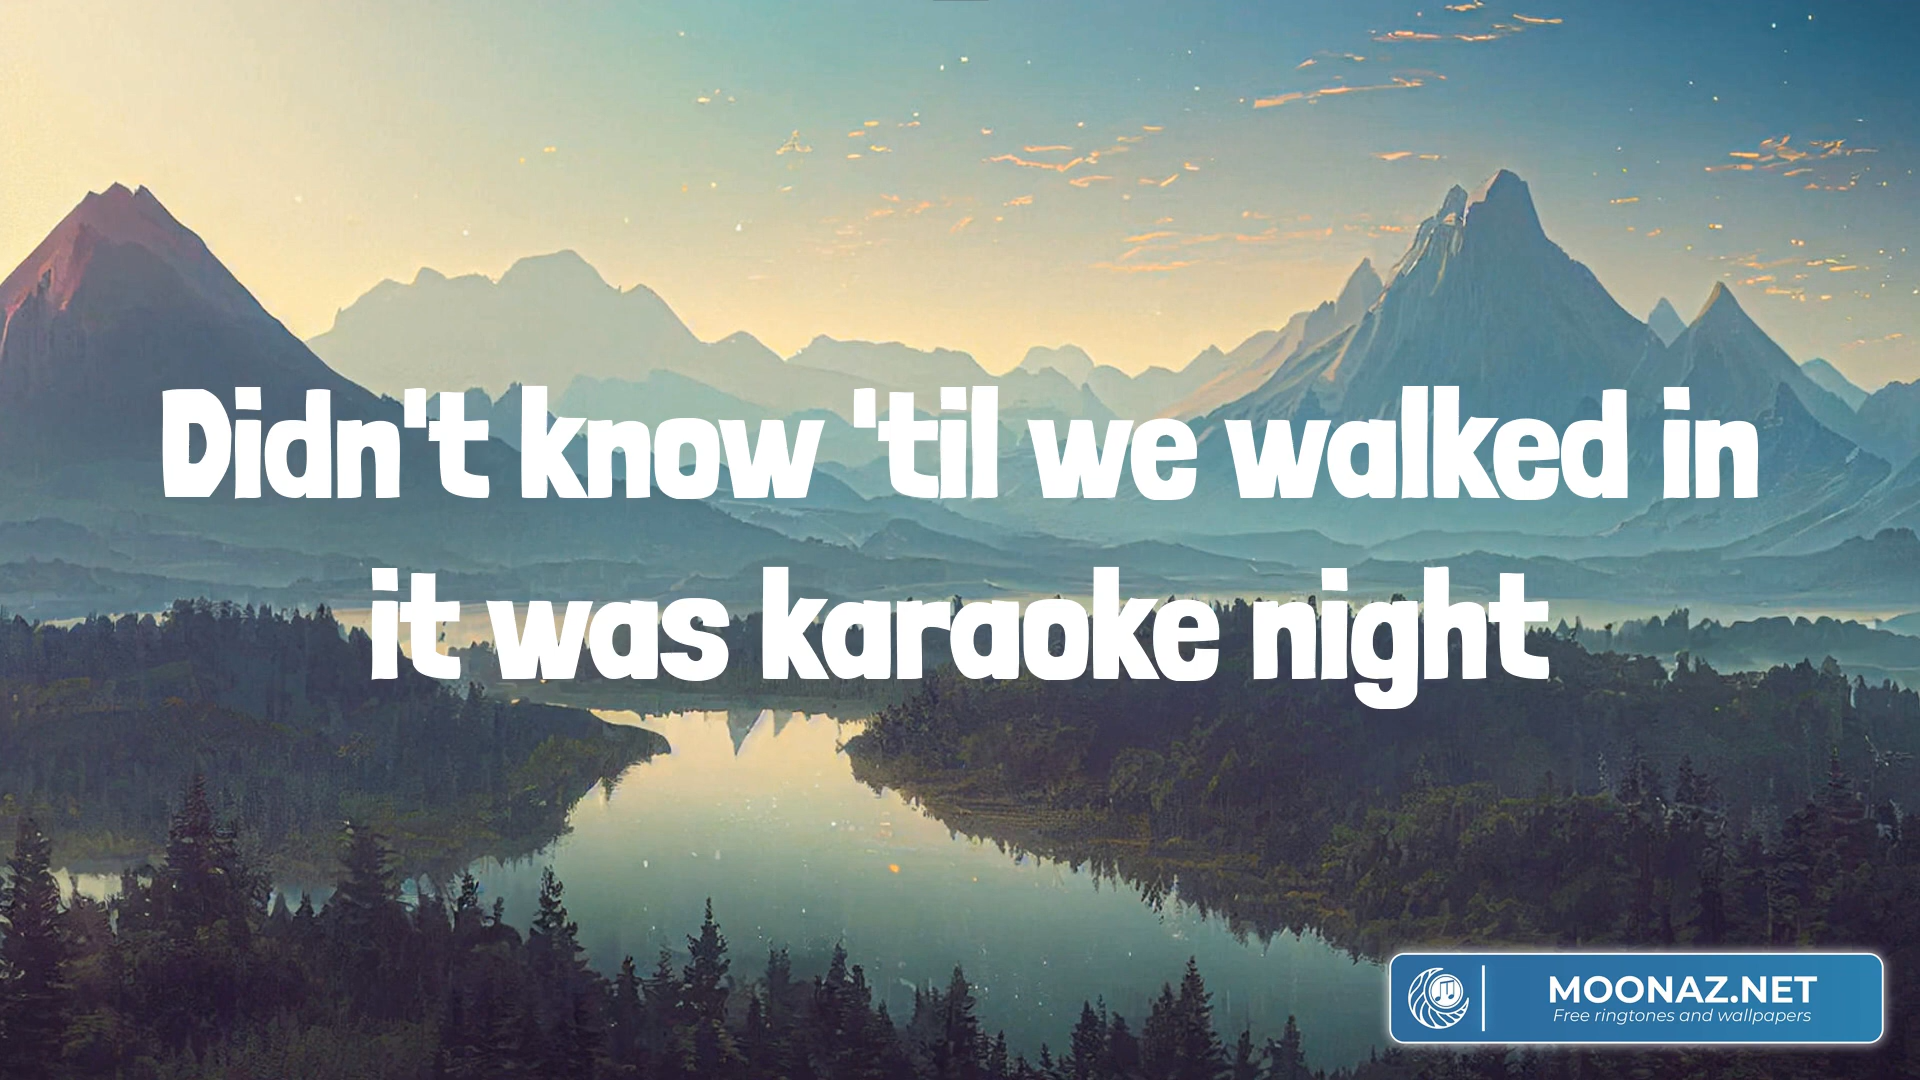 Didn't know 'til we walked in
it was karaoke night
MOONAZ.NET
Free ringtones and wallpapers